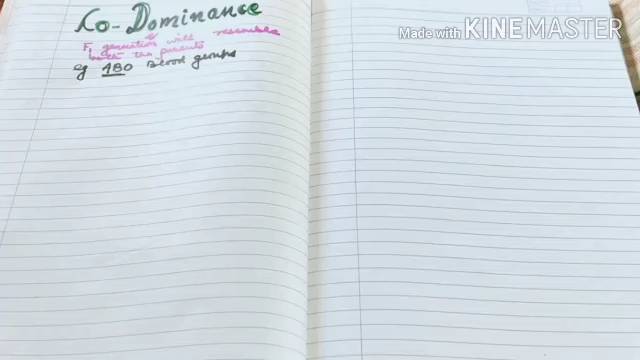 Co-Dominance
F1 generation will resemble
both the parents
eg ABO Blood groups
Made with KINEMASTER